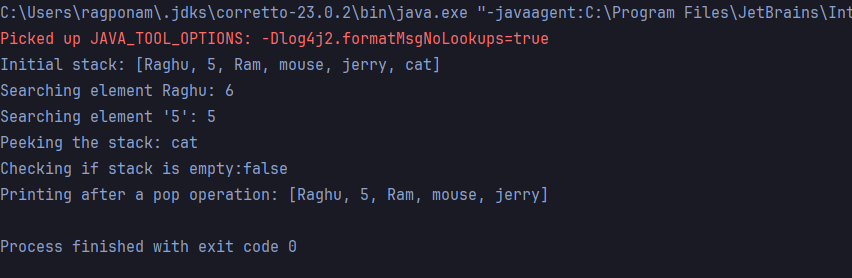 C:\Users\ragponam\.jdks\corretto-23.0.2\bin\java.exe "-javaagent:C:\Program Files\JetBrains\Int
Picked up JAVA_TOOL_OPTIONS: -Dlog4j2.formatMsgNoLookups=true
Initial stack: [Raghu, 5, Ram, mouse, jerry, cat]
Searching element Raghu: 6
Searching element '5': 5
Peeking the stack: cat
Checking if stack is empty:false
Printing after a pop operation: [Raghu, 5, Ram, mouse, jerry]
Process finished with exit code 0